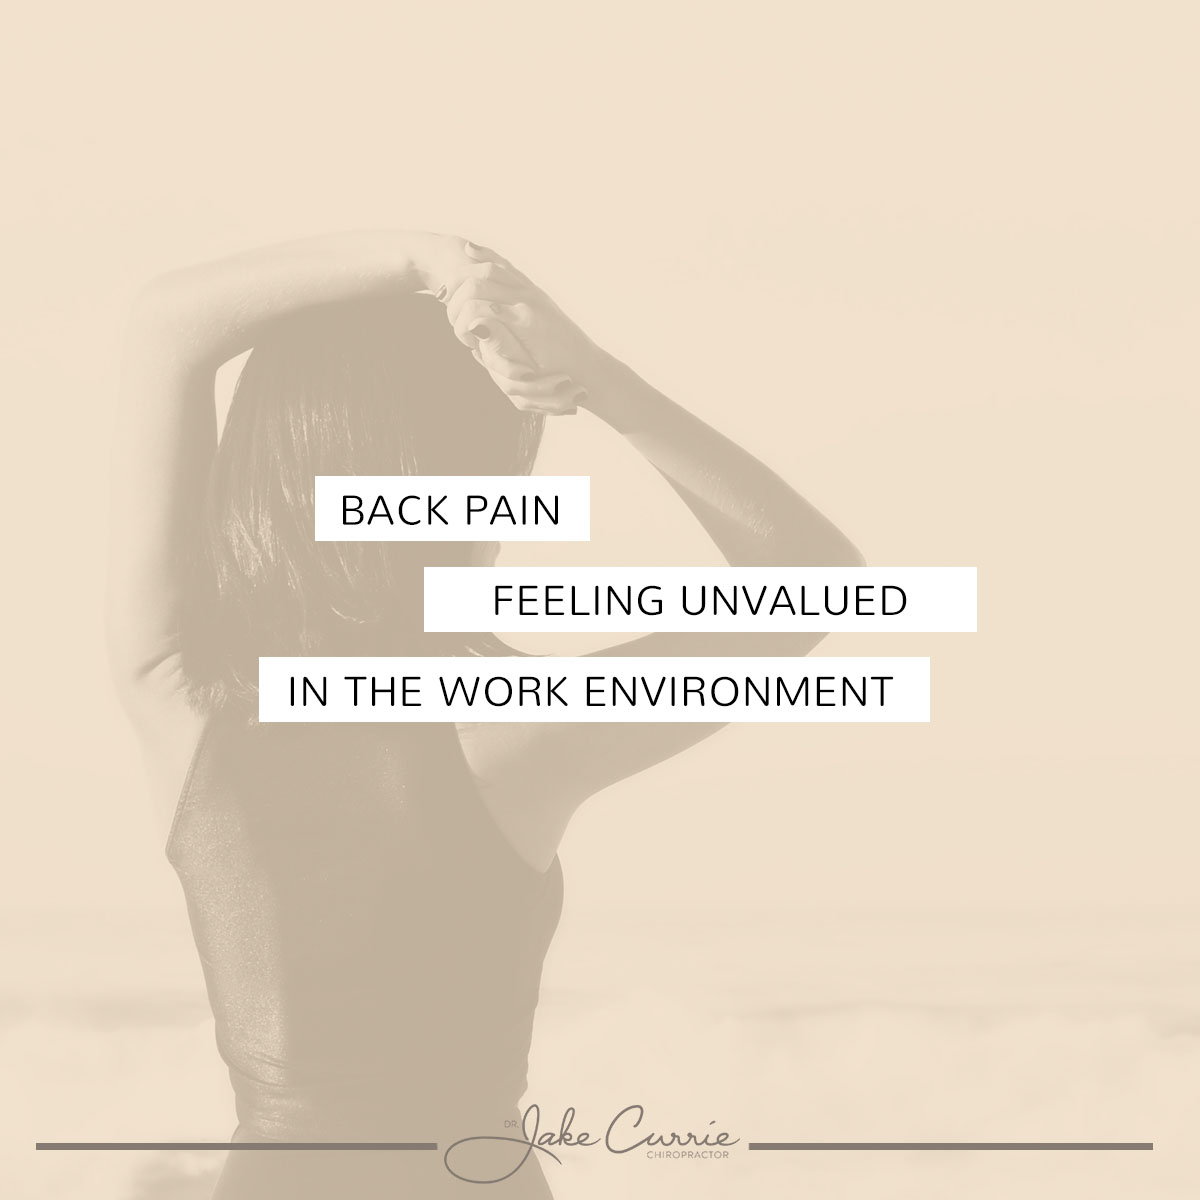 BACK PAIN
FEELING UNVALUED
IN THE WORK ENVIRONMENT
DR. Jake Currie
CHIROPRACTOR